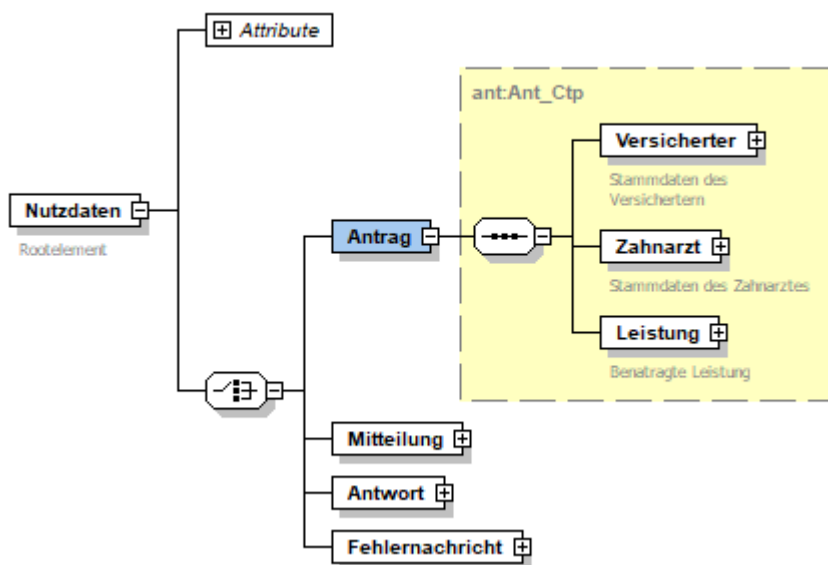 Attribute
ant:Ant_Ctp
Versicherter
Stammdaten des
Versichertern
Nutzdaten
Rootelement
Antrag
Zahnarzt
Stammdaten des Zahnarztes
Leistung
Benatragte Leistung
Mitteilung
Antwort
Fehlernachricht